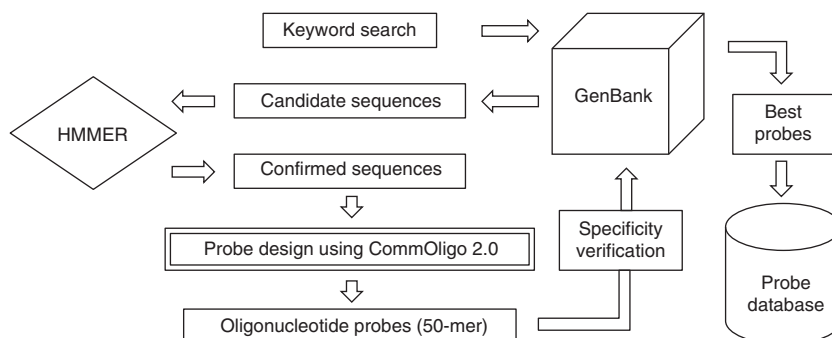 Keyword search
GenBank
Candidate sequences
HMMER
Best
probes
Confirmed sequences
Specificity
verification
Probe design using CommOligo 2.0
Probe
database
Oligonucleotide probes (50-mer)